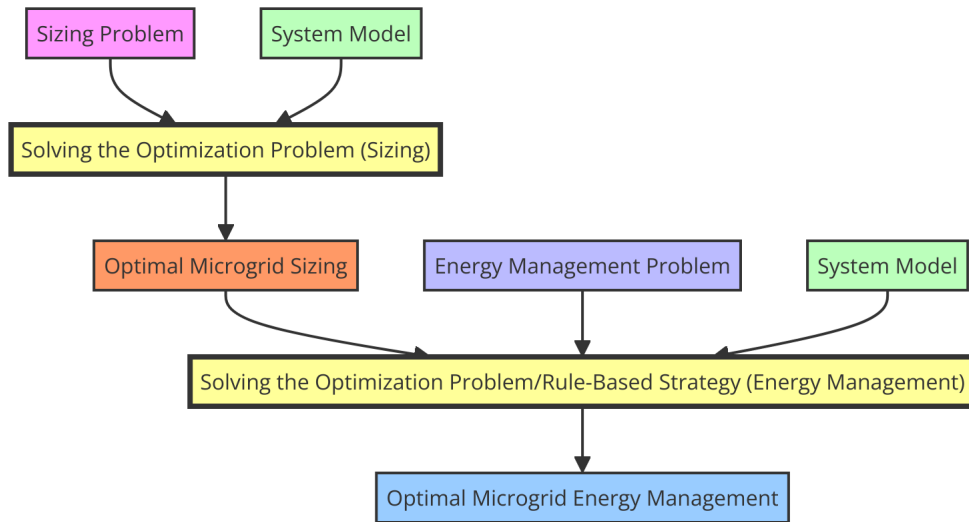 Sizing Problem
System Model
Solving the Optimization Problem (Sizing)
Optimal Microgrid Sizing
Energy Management Problem
System Model
Solving the Optimization Problem/Rule-Based Strategy (Energy Management)
Optimal Microgrid Energy Management